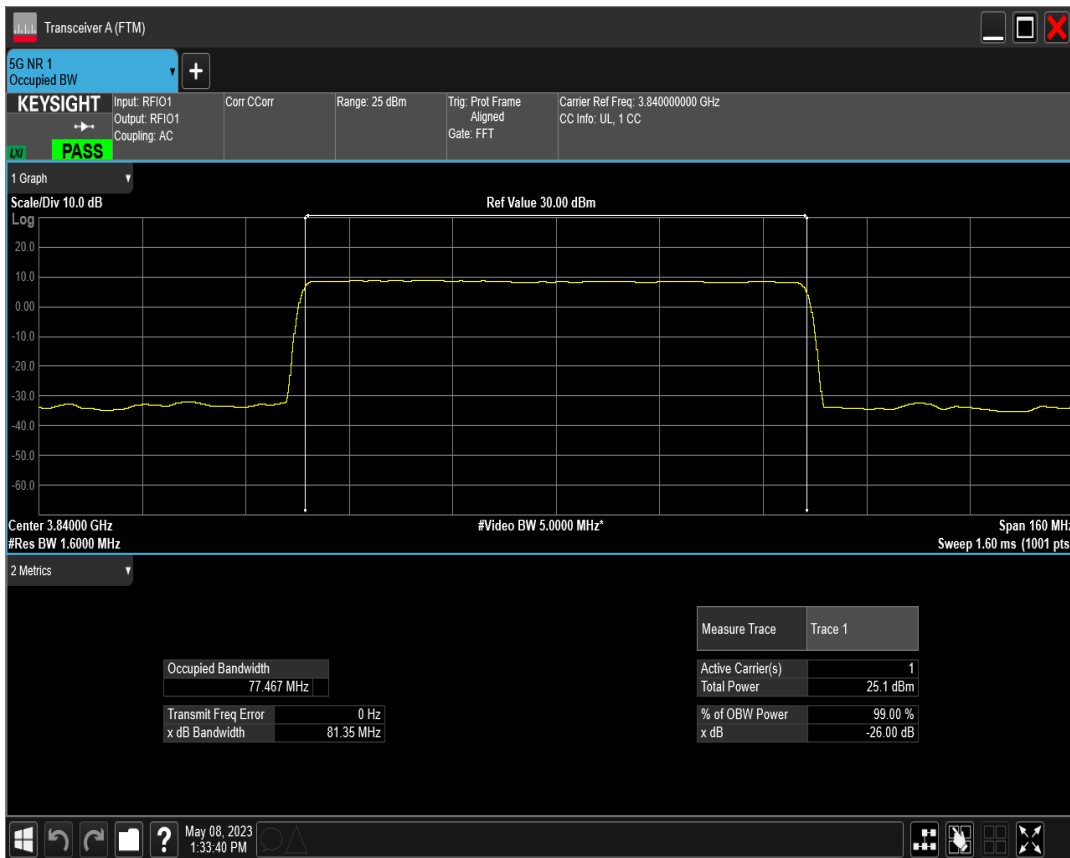 Transceiver A (FTM)
5G NR 1
Occupied BW
+
KEYSIGHT
LXI
PASS
Input: RFIO1
Output: RFIO1
Coupling: AC
Corr CCorr
Range: 25 dBm
Trig: Prot Frame
Aligned
Gate: FFT
Carrier Ref Freq: 3.840000000 GHz
CC Info: UL, 1 CC
1 Graph
Scale/Div 10.0 dB
Ref Value 30.00 dBm
Log
20.0
10.0
0.00
-10.0
-20.0
-30.0
-40.0
-50.0
-60.0
Center 3.84000 GHz
#Video BW 5.0000 MHz*
Span 160 MHz
#Res BW 1.6000 MHz
Sweep 1.60 ms (1001 pts
2 Metrics
Measure Trace Trace 1
Occupied Bandwidth
77.467 MHz
Active Carrier(s) 1
Total Power 25.1 dBm
Transmit Freq Error 0 Hz
x dB Bandwidth 81.35 MHz
% of OBW Power 99.00 %
x dB -26.00 dB
?
May 08, 2023
1:33:40 PM